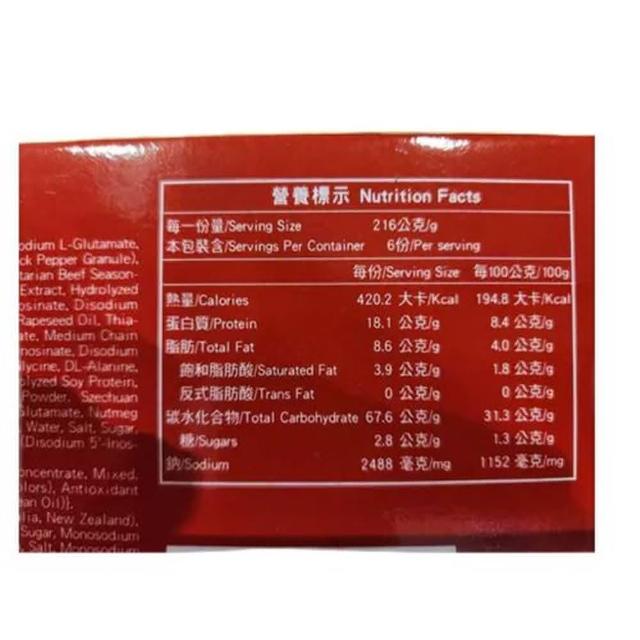 odium L-Glutamate,
ck Pepper Granule),
tarian Beef Season-
Extract, Hydrolyzed
osinate, Disodium
Rapeseed Oil, Thia-
ate, Medium Chain
nosinate, Disodium
Glycine, DL-Alanine,
olyzed Soy Protein,
Powder, Szechuan
Glutamate, Nutmeg
Water, Salt, Sugar,
(Disodium 5'-Inos-
oncentrate, Mixed,
olors), Antioxidant
ean Oil)}.
lia, New Zealand),
Sugar, Monosodium
Salt, Monosodium
營養標示 Nutrition Facts
每一份量/Serving Size 216公克/g
本包裝含/Servings Per Container 6份/Per serving
每份/Serving Size 每100公克/100g
熱量/Calories 420.2 大卡/Kcal 194.8 大卡/Kcal
蛋白質/Protein 18.1 公克/g 8.4 公克/g
脂肪/Total Fat 8.6 公克/g 4.0 公克/g
飽和脂肪酸/Saturated Fat 3.9 公克/g 1.8 公克/g
反式脂肪酸/Trans Fat 0 公克/g 0 公克/g
碳水化合物/Total Carbohydrate 67.6 公克/g 31.3 公克/g
糖/Sugars 2.8 公克/g 1.3 公克/g
鈉/Sodium 2488 毫克/mg 1152 毫克/mg